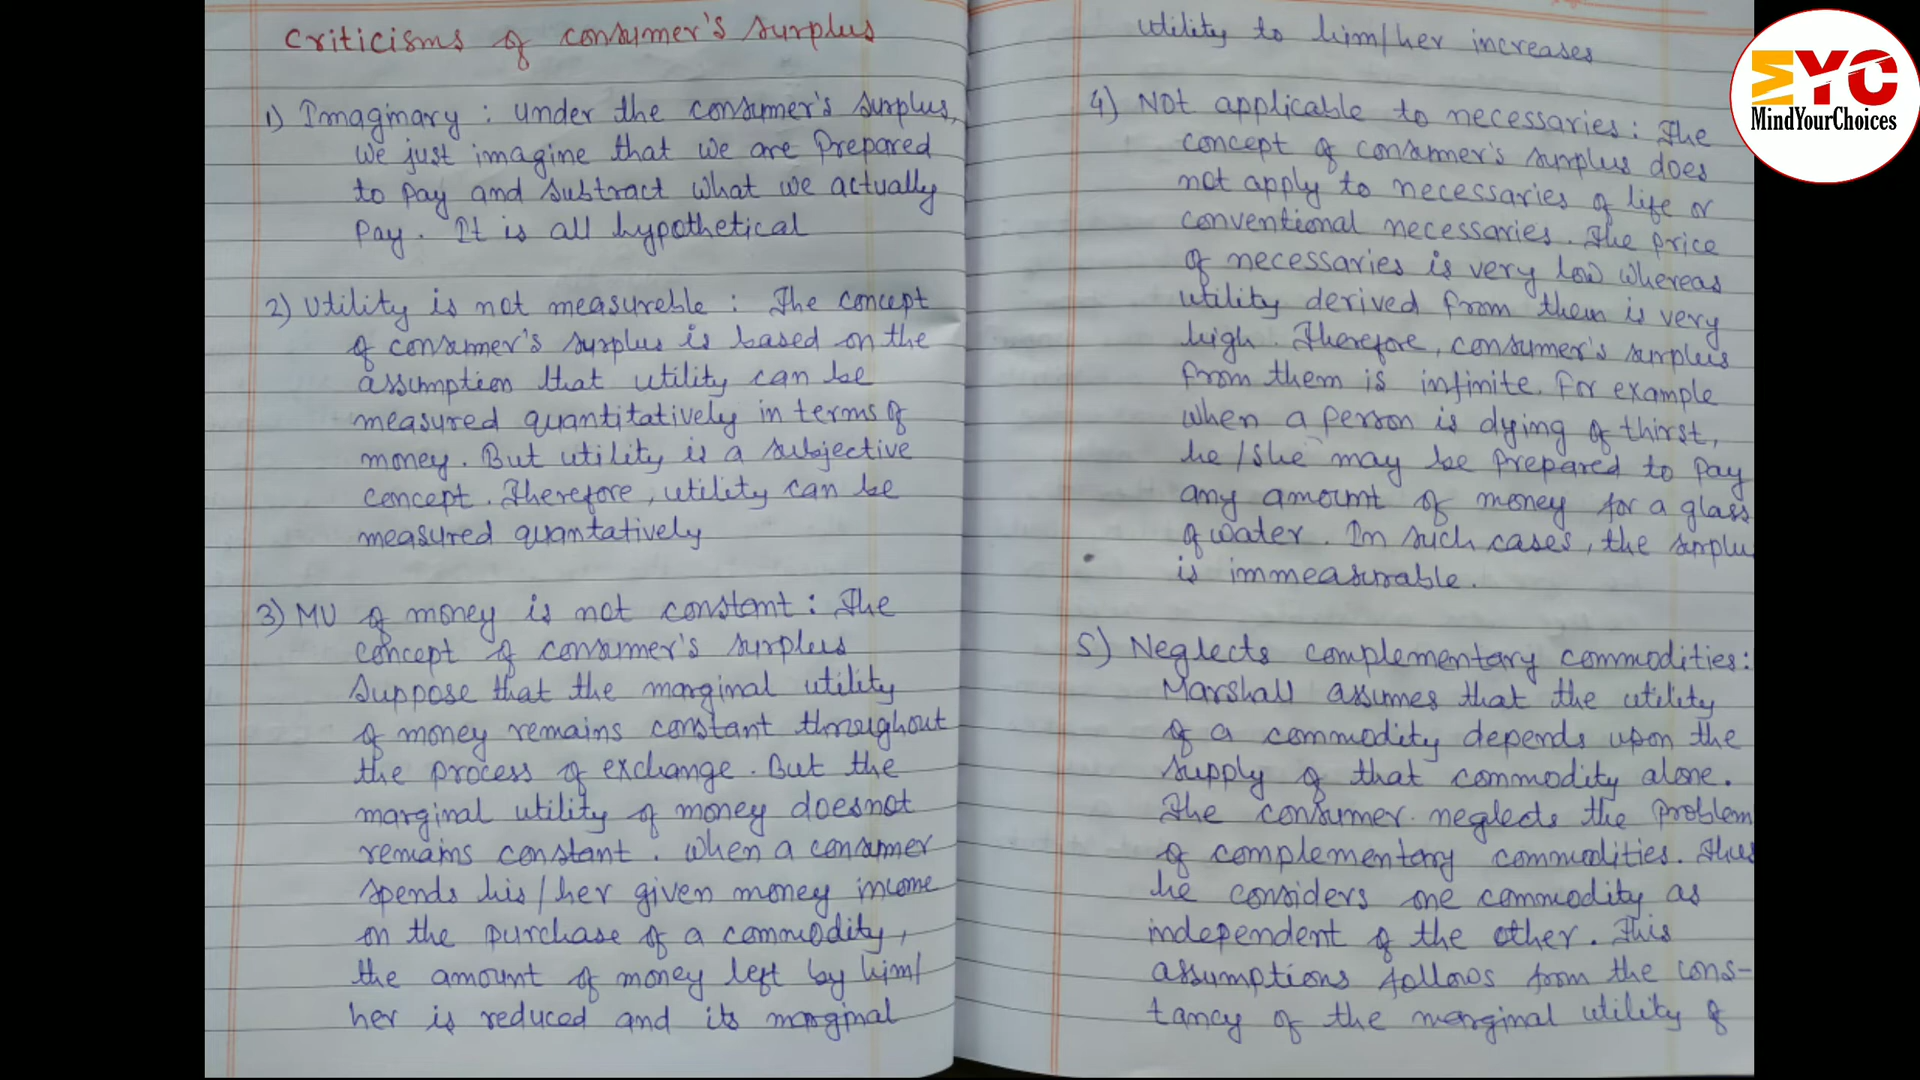 Criticisms of consumer's surplus
1) Imaginary : Under the consumer's surplus,
we just imagine that we are prepared
to pay and subtract what we actually
pay. It is all hypothetical
2) Utility is not measureble : The concept
of consumer's surplus is based on the
assumption that utility can be
measured quantitatively in terms of
money. But utility is a subjective
concept. Therefore, utility can be
measured quantatively
3) MU of money is not constant : The
concept of consumer's surplus
suppose that the marginal utility
of money remains constant throughout
the process of exchange. But the
marginal utility of money doesnot
remains constant. When a consumer
spends his/her given money income
on the purchase of a commodity,
the amount of money left by him/
her is reduced and its marginal
utility to him/her increases
4) Not applicable to necessaries : The
concept of consumer's surplus does
not apply to necessaries of life or
conventional necessaries. The price
of necessaries is very low whereas
utility derived from them is very
high. Therefore, consumer's surplus
from them is infinite. For example
when a person is dying of thirst,
he/she may be prepared to pay
any amount of money for a glass
of water. In such cases, the surplu
is immeasurable.
5) Neglects complementary commodities:
Marshall assumes that the utility
of a commodity depends upon the
supply of that commodity alone.
The consumer neglects the problem
of complementary commodities. Thus
he considers one commodity as
independent of the other. This
assumptions follows from the cons-
tancy of the marginal utility of
MYC
MindYourChoices